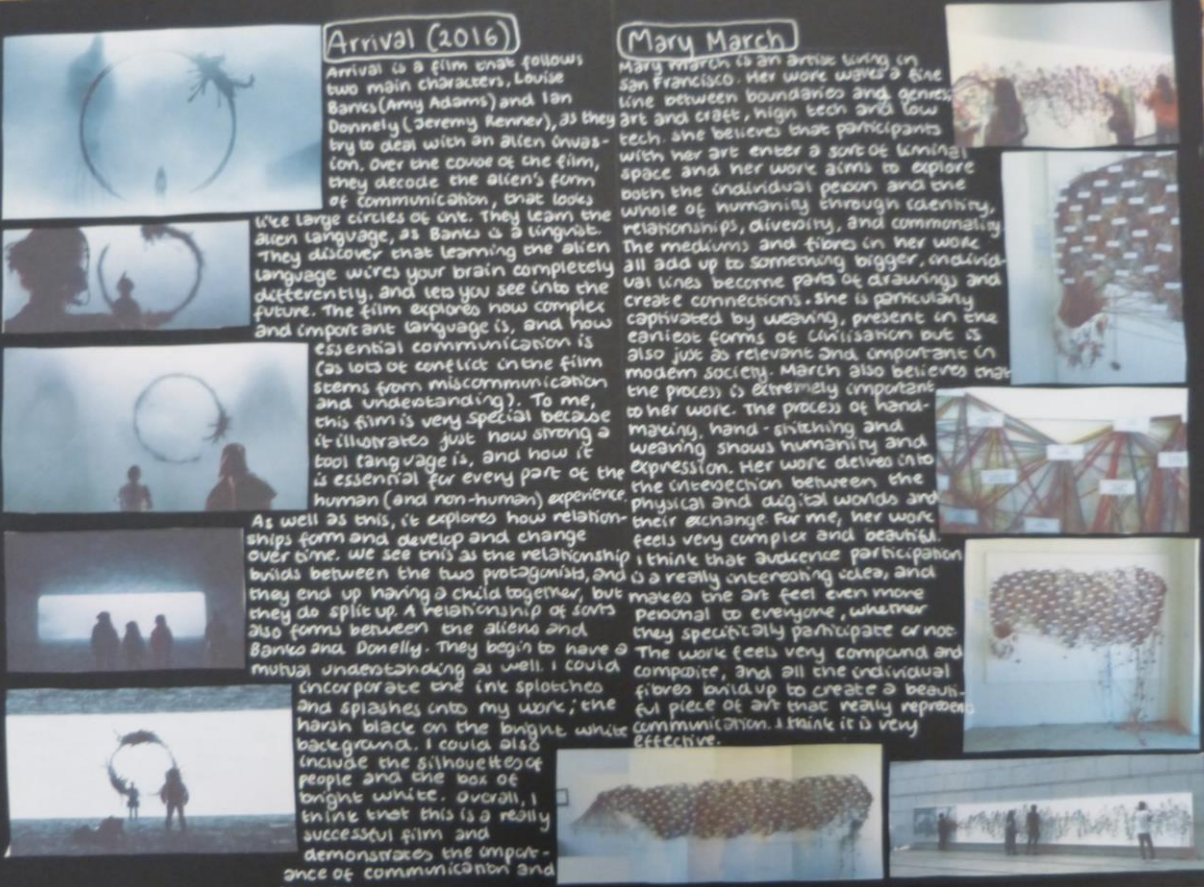 Arrival (2016)
Arrival is a film that follows
two main characters, Louise
Banks (Amy Adams) and Ian
Donnely (Jeremy Renner), as they
try to deal with an alien invas-
ion. Over the couse of the film,
they decode the alien's form
of communication, that looks
like large circles of ink. They learn the
alien language, as Banks is a linguist.
They discover that learning the alien
language wires your brain completely
differently, and lets you see into the
future. The film explores how complex
and important language is, and how
essential communication is
(as lots of conflict in the film
stems from miscommunication
and understanding). To me,
this film is very special because
it illustrates just how strong a
tool language is, and how it
is essential for every part of the
human (and non-human) experience.
As well as this, it explores how relation-
ships form and develop and change
over time. We see this as the relationship
builds between the two protagonists, and
they end up having a child together, but
they do split up. A relationship of sorts
also forms between the aliens and
Banks and Donelly. They begin to have a
mutual understanding as well. I could
incorporate the ink splotches
and splashes into my work; the
harsh black on the bright white
background. I could also
include the silhouettes of
people and the box of
bright white. Overall, I
think that this is a really
successful film and
demonstrates the import-
ance of communication and
Mary March
Mary March is an artist living in
San Francisco. Her work waves a fine
line between boundaries and genres,
art and craft, high tech and low
tech. She believes that participants
with her art enter a sort of liminal
space and her work aims to explore
both the individual person and the
whole of humanity through identity,
relationships, diversity, and commonality.
The mediums and fibres in her work
all add up to something bigger, individ-
ual lines become parts of drawings and
create connections. She is particulary
captivated by weaving, present in the
earliest forms of civilisation but is
also just as relevant and important in
modern society. March also believes that
the process is extremely important
to her work. The process of hand-
making, hand-stitching and
weaving shows humanity and
expression. Her work delves into
the intersection between the
physical and digital worlds and
their exchange. For me, her work
feels very complex and beautiful.
I think that audience participation
is a really interesting idea, and
makes the art feel even more
personal to everyone, whether
they specifically participate or not.
The work feels very compound and
composite, and all the individual
fibres build up to create a beauti-
ful piece of art that really represents
communication. I think it is very
effective.